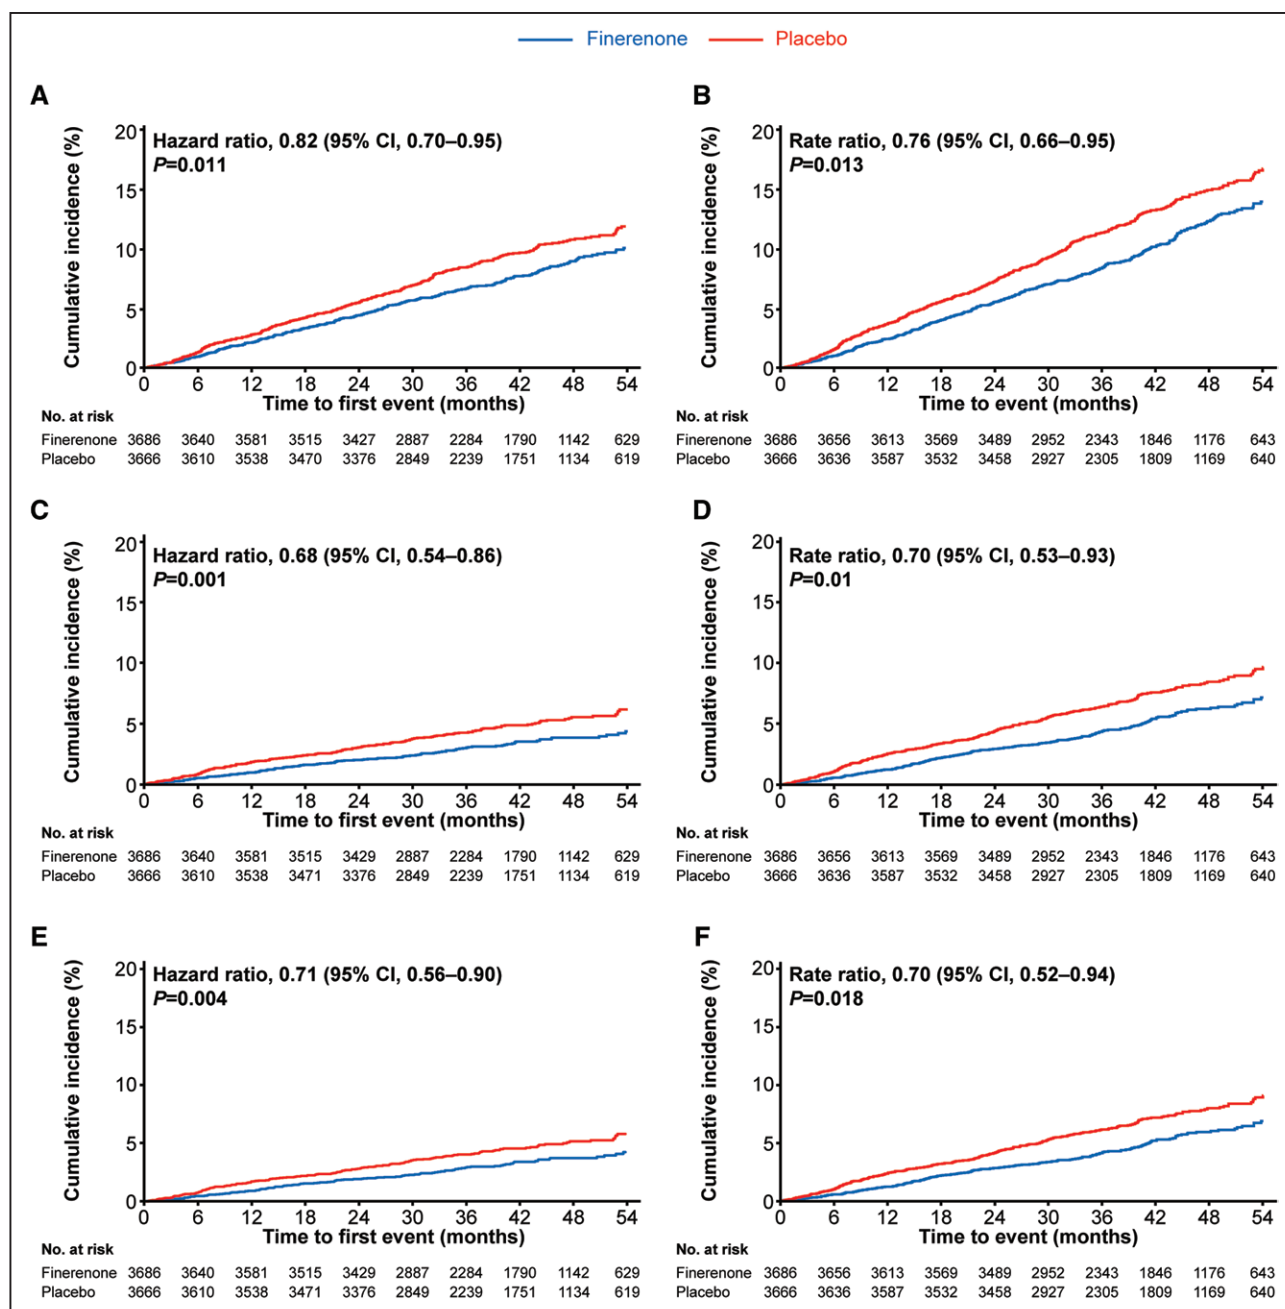 Finerenone Placebo
A
Hazard ratio, 0.82 (95% CI, 0.70–0.95)
P=0.011
Cumulative incidence (%)
20
15
10
5
0
0 6 12 18 24 30 36 42 48 54
Time to first event (months)
No. at risk
Finerenone 3686 3640 3581 3515 3427 2887 2284 1790 1142 629
Placebo 3666 3610 3538 3470 3376 2849 2239 1751 1134 619
B
Rate ratio, 0.76 (95% CI, 0.66–0.95)
P=0.013
Cumulative incidence (%)
20
15
10
5
0
0 6 12 18 24 30 36 42 48 54
Time to event (months)
No. at risk
Finerenone 3686 3656 3613 3569 3489 2952 2343 1846 1176 643
Placebo 3666 3636 3587 3532 3458 2927 2305 1809 1169 640
C
Hazard ratio, 0.68 (95% CI, 0.54–0.86)
P=0.001
Cumulative incidence (%)
20
15
10
5
0
0 6 12 18 24 30 36 42 48 54
Time to first event (months)
No. at risk
Finerenone 3686 3640 3581 3515 3429 2887 2284 1790 1142 629
Placebo 3666 3610 3538 3471 3376 2849 2239 1751 1134 619
D
Rate ratio, 0.70 (95% CI, 0.53–0.93)
P=0.01
Cumulative incidence (%)
20
15
10
5
0
0 6 12 18 24 30 36 42 48 54
Time to event (months)
No. at risk
Finerenone 3686 3656 3613 3569 3489 2952 2343 1846 1176 643
Placebo 3666 3636 3587 3532 3458 2927 2305 1809 1169 640
E
Hazard ratio, 0.71 (95% CI, 0.56–0.90)
P=0.004
Cumulative incidence (%)
20
15
10
5
0
0 6 12 18 24 30 36 42 48 54
Time to first event (months)
No. at risk
Finerenone 3686 3640 3581 3515 3429 2887 2284 1790 1142 629
Placebo 3666 3610 3538 3471 3376 2849 2239 1751 1134 619
F
Rate ratio, 0.70 (95% CI, 0.52–0.94)
P=0.018
Cumulative incidence (%)
20
15
10
5
0
0 6 12 18 24 30 36 42 48 54
Time to event (months)
No. at risk
Finerenone 3686 3656 3613 3569 3489 2952 2343 1846 1176 643
Placebo 3666 3636 3587 3532 3458 2927 2305 1809 1169 640